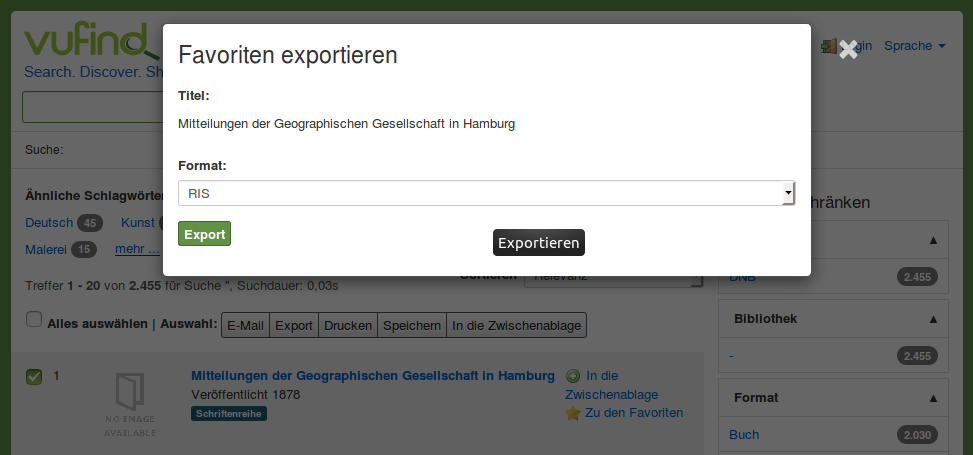 vufind
Search. Discover. Sh
Login Sprache
Favoriten exportieren
Titel:
Mitteilungen der Geographischen Gesellschaft in Hamburg
Format:
RIS
Export
Exportieren
Suche:
Ähnliche Schlagwörter
Deutsch 45 Kunst
Malerei 15 mehr ...
Treffer 1 - 20 von 2.455 für Suche '', Suchdauer: 0,03s
Sortieren Relevanz
Alles auswählen | Auswahl: E-Mail Export Drucken Speichern In die Zwischenablage
1
NO IMAGE
AVAILABLE
Mitteilungen der Geographischen Gesellschaft in Hamburg
Veröffentlicht 1878
Schriftenreihe
In die
Zwischenablage
Zu den Favoriten
hränken
DNB 2.455
Bibliothek
- 2.455
Format
Buch 2.030